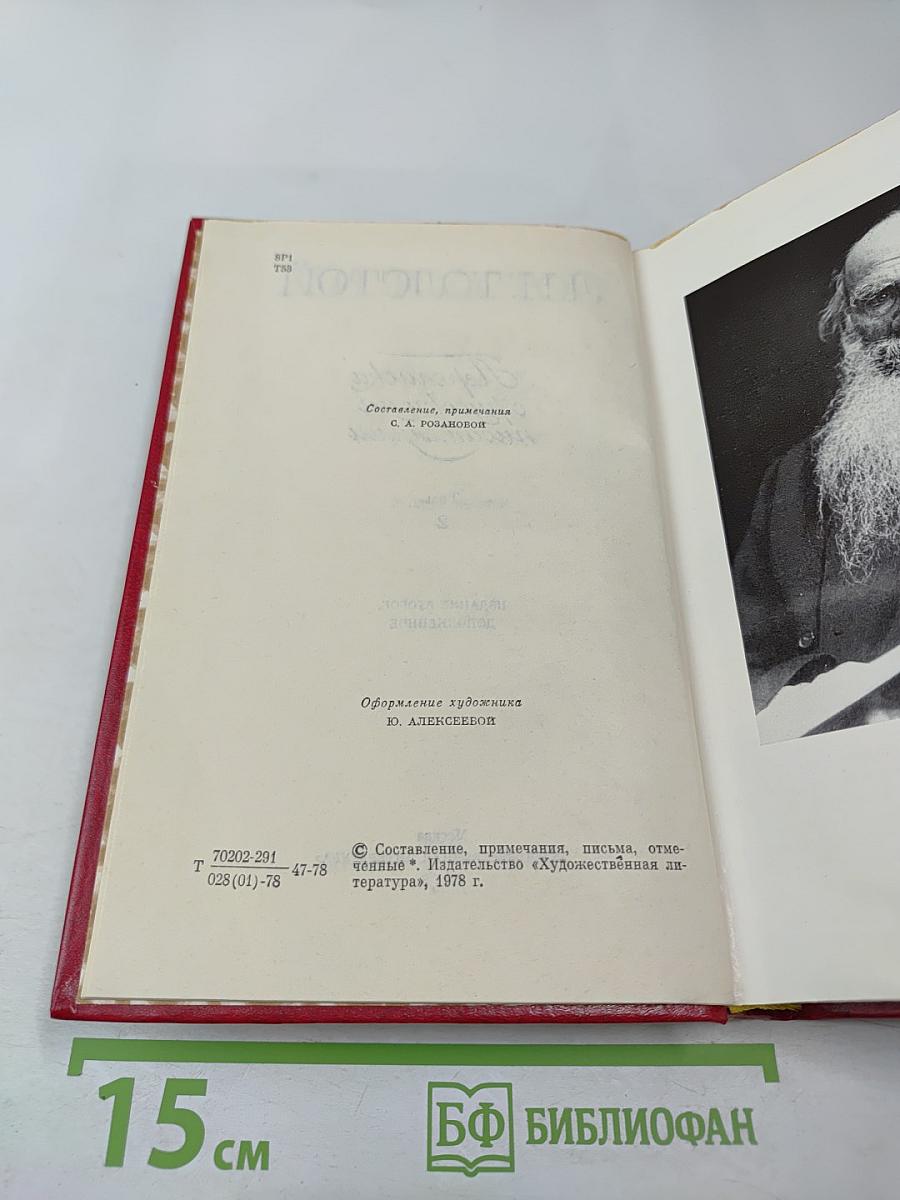 8Р1
Т53
Составление, примечания
С. А. РОЗАНОВОЙ
Оформление художника
Ю. АЛЕКСЕЕВОЙ
Т 70202-291
028(01)-78 47-78
© Составление, примечания, письма, отме-
ченные *. Издательство «Художественная ли-
тература», 1978 г.
15 см
БФ БИБЛИОФАН